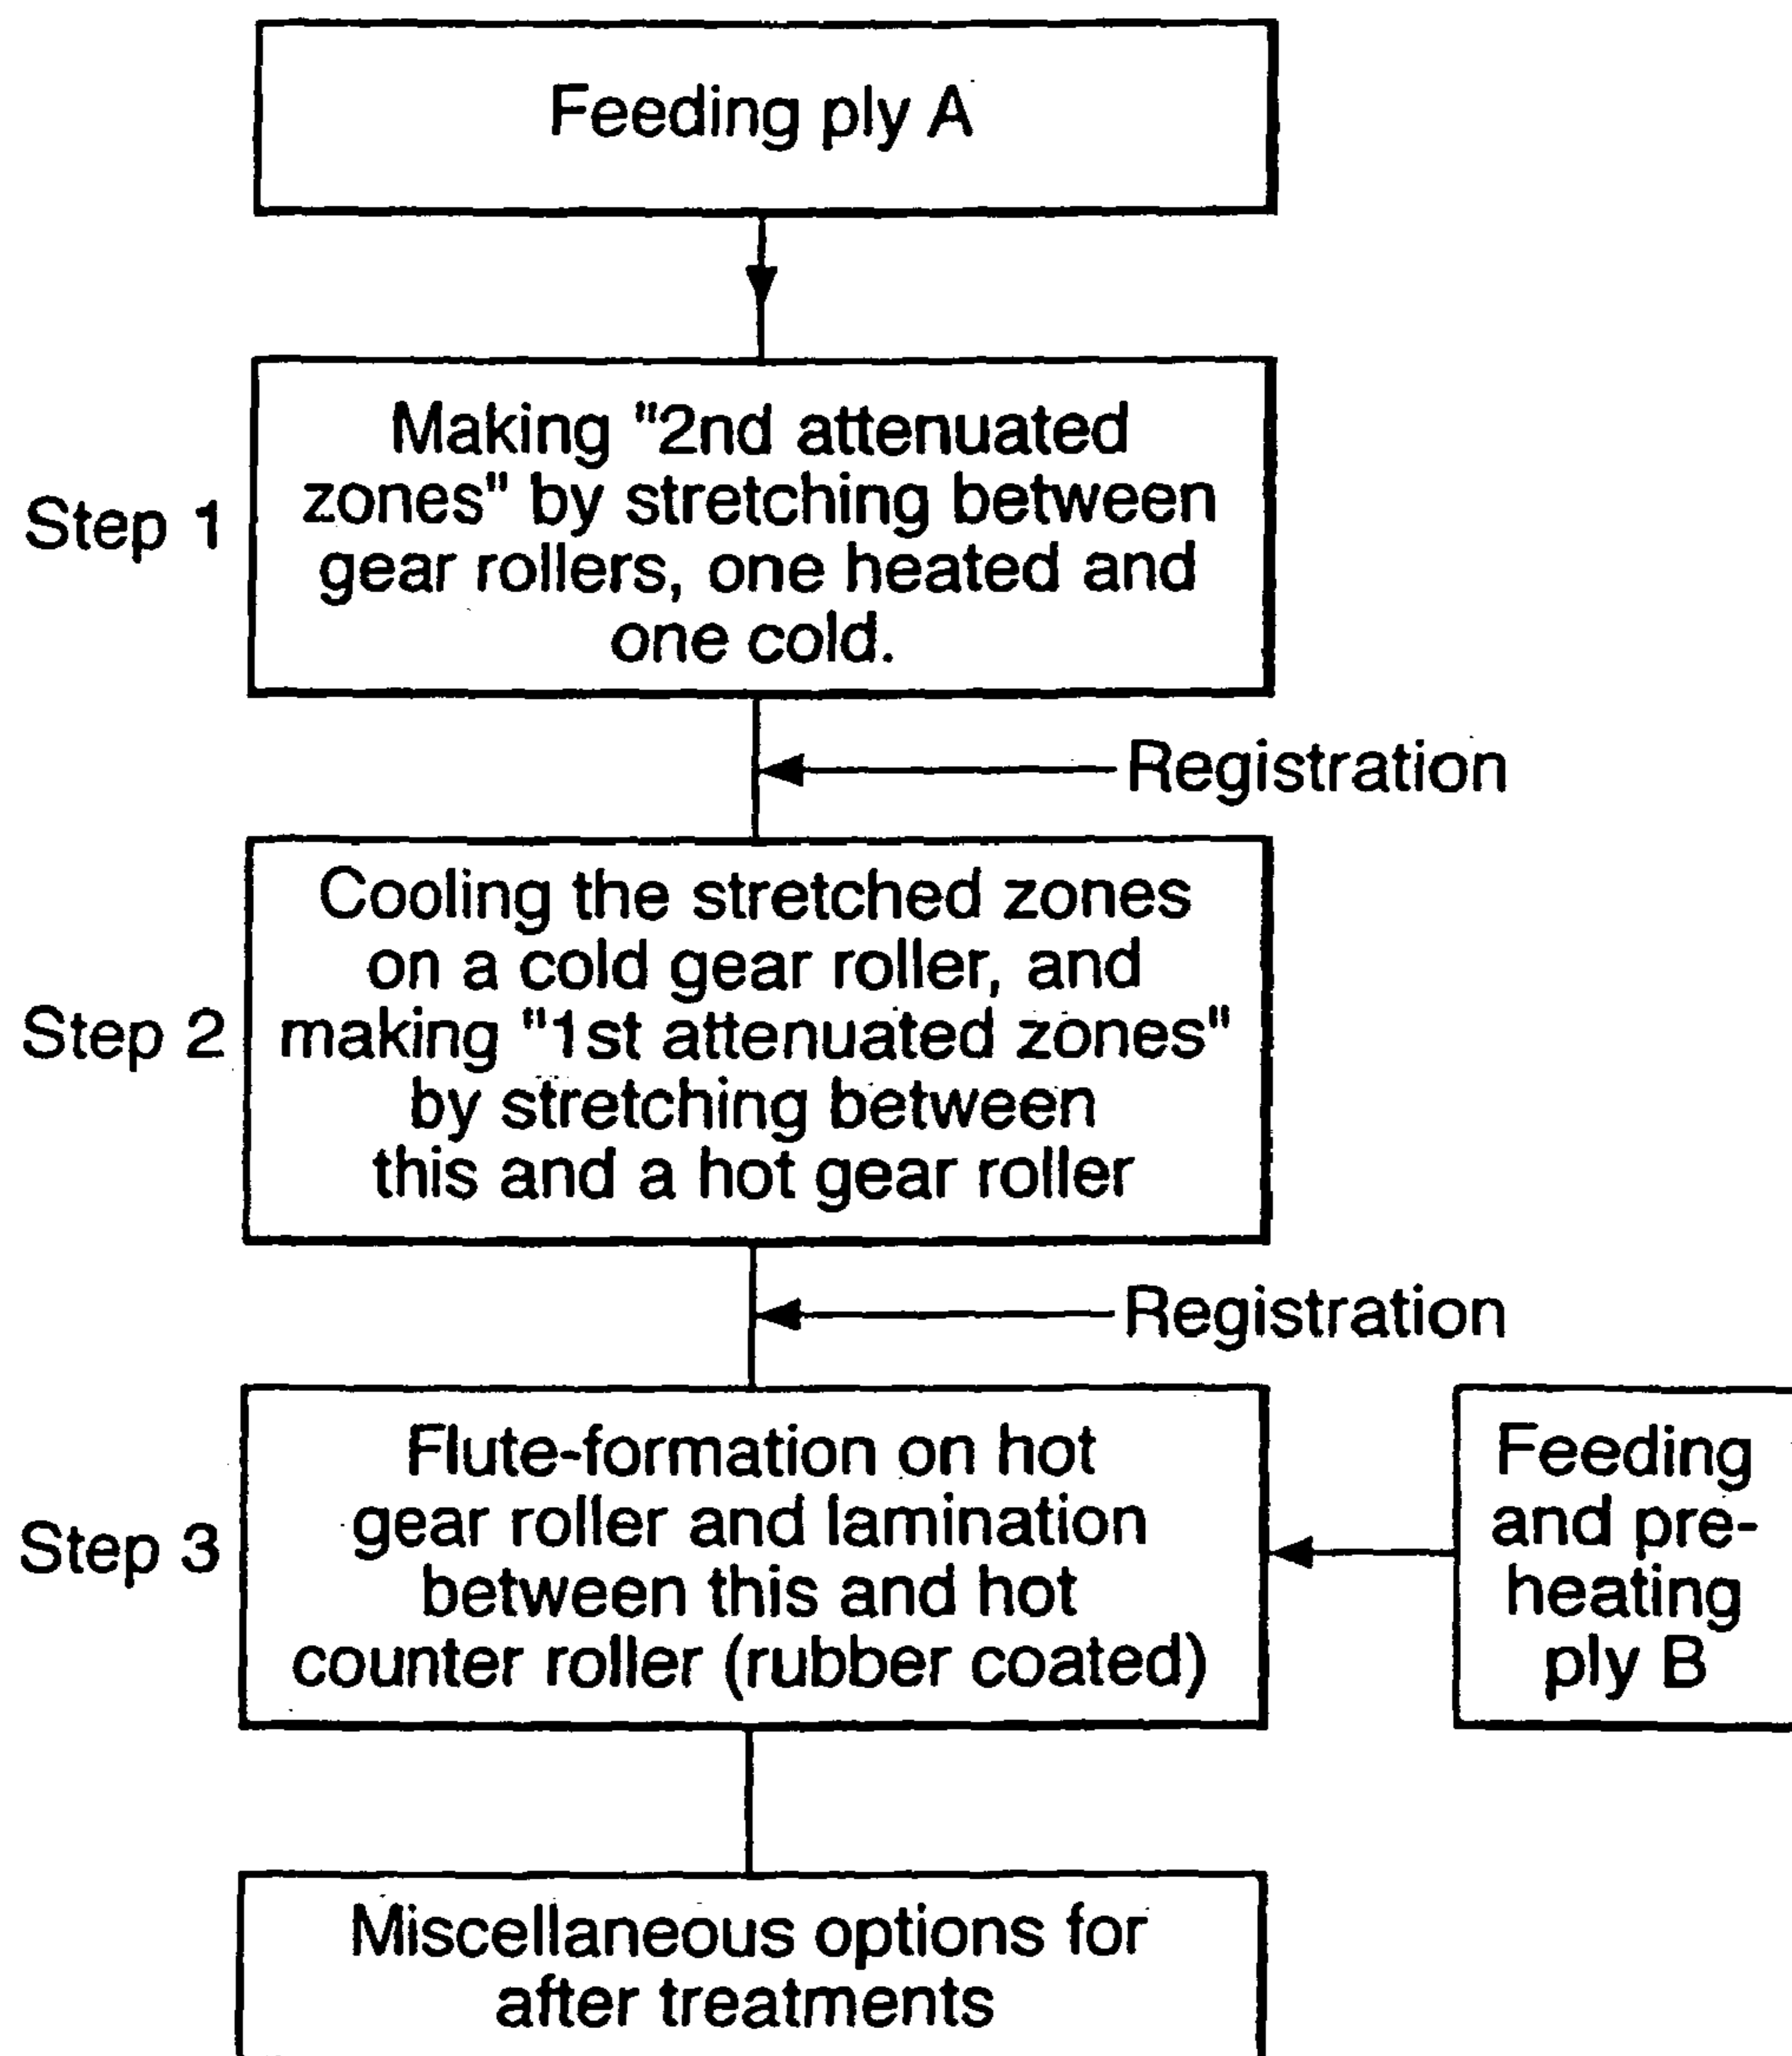 Feeding ply A
Step 1
Making "2nd attenuated
zones" by stretching between
gear rollers, one heated and
one cold.
Registration
Step 2
Cooling the stretched zones
on a cold gear roller, and
making "1st attenuated zones"
by stretching between
this and a hot gear roller
Registration
Step 3
Flute-formation on hot
gear roller and lamination
between this and hot
counter roller (rubber coated)
Feeding
and pre-
heating
ply B
Miscellaneous options for
after treatments